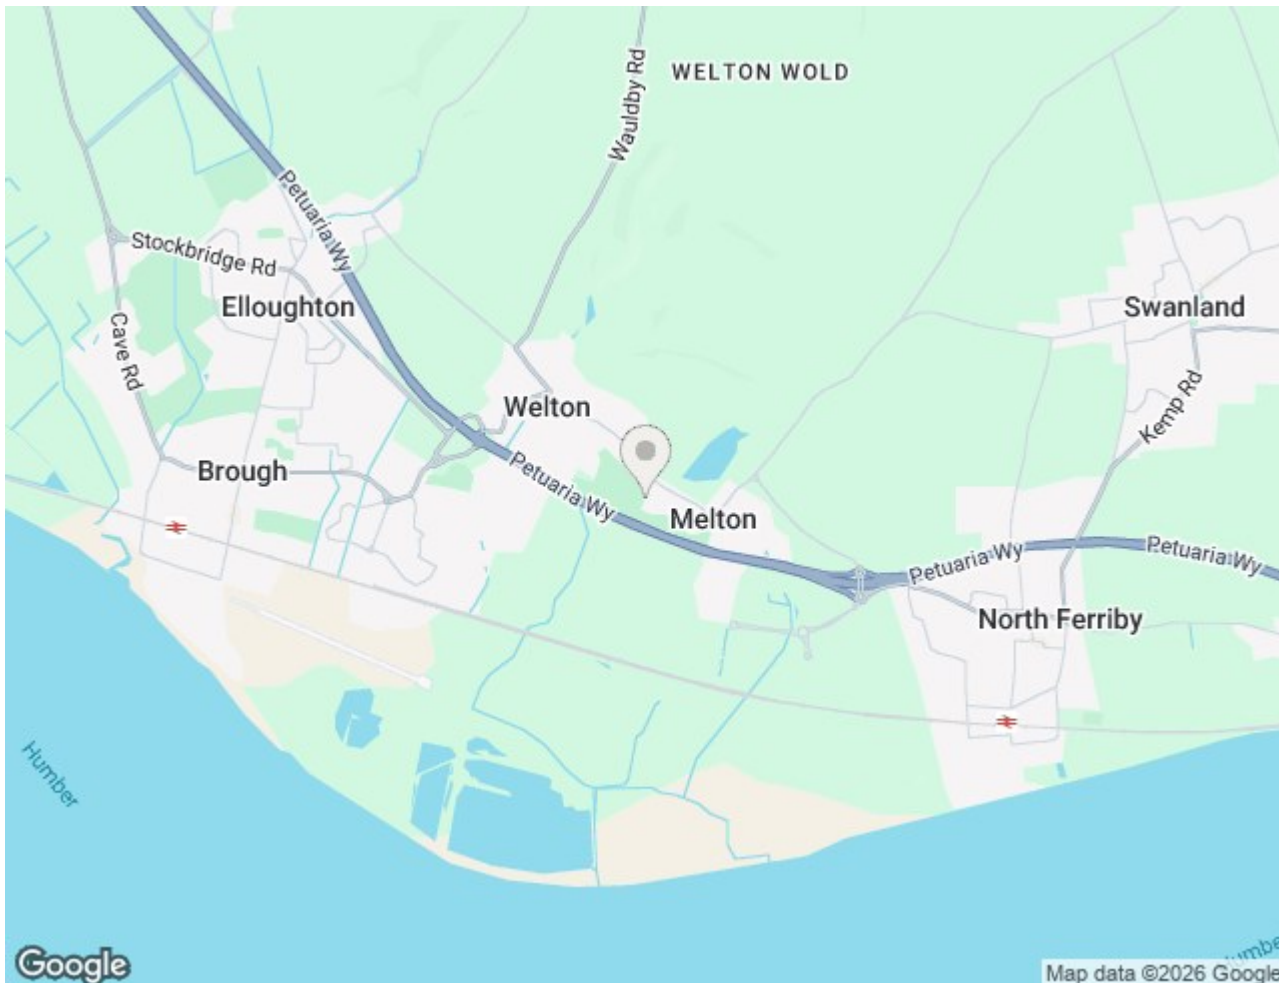 WELTON WOLD
Wauldby Rd
Petuaria Wy
Stockbridge Rd
Elloughton
Swanland
Cave Rd
Kemp Rd
Welton
Brough
Petuaria Wy
Melton
Petuaria Wy
Petuaria Wy
North Ferriby
Humber
Humbe
Google
Map data ©2026 Google